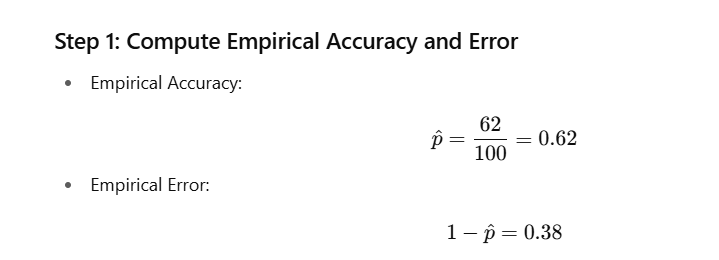 Step 1: Compute Empirical Accuracy and Error
• Empirical Accuracy:
p̂ = 62/100 = 0.62
• Empirical Error:
1 − p̂ = 0.38